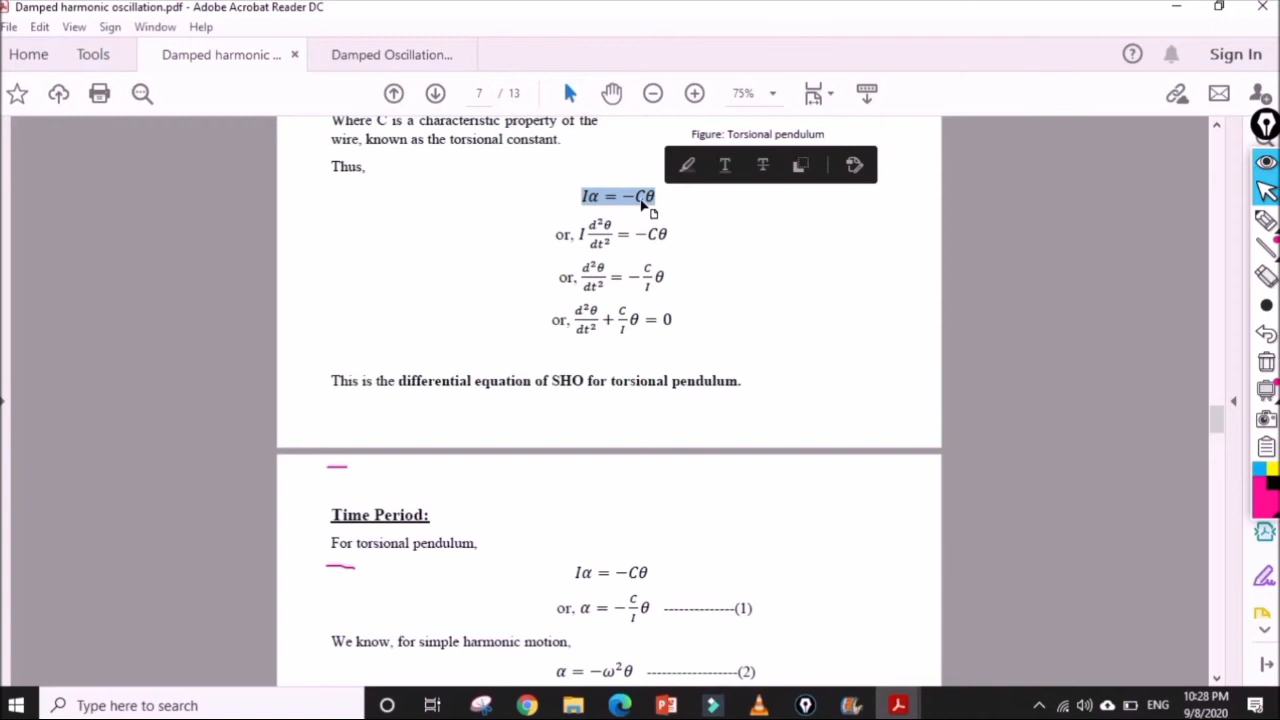 Damped harmonic oscillation.pdf - Adobe Acrobat Reader DC
File Edit View Sign Window Help
Home Tools Damped harmonic ... × Damped Oscillation... Sign In
7 / 13 75%
Where C is a characteristic property of the
wire, known as the torsional constant.
Figure: Torsional pendulum
Thus,
Iα = −Cθ
or, I d²θ/dt² = −Cθ
or, d²θ/dt² = − C/I θ
or, d²θ/dt² + C/I θ = 0
This is the differential equation of SHO for torsional pendulum.
Time Period:
For torsional pendulum,
Iα = −Cθ
or, α = − C/I θ --------------(1)
We know, for simple harmonic motion,
α = −ω²θ ------------------(2)
Type here to search
ENG
10:28 PM
9/8/2020